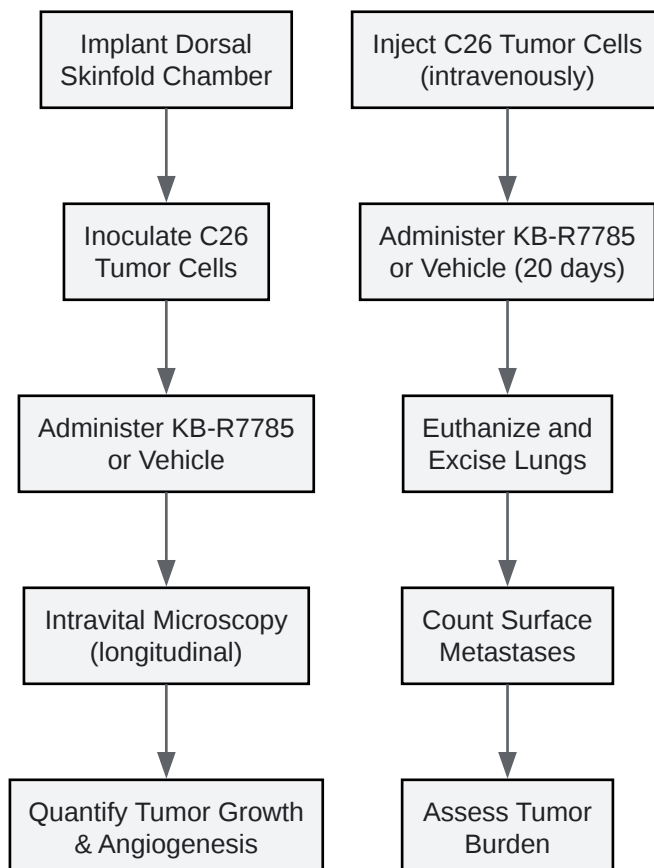 Implant Dorsal
Skinfold Chamber
Inoculate C26
Tumor Cells
Administer KB-R7785
or Vehicle
Intravital Microscopy
(longitudinal)
Quantify Tumor Growth
& Angiogenesis
Inject C26 Tumor Cells
(intravenously)
Administer KB-R7785
or Vehicle (20 days)
Euthanize and
Excise Lungs
Count Surface
Metastases
Assess Tumor
Burden